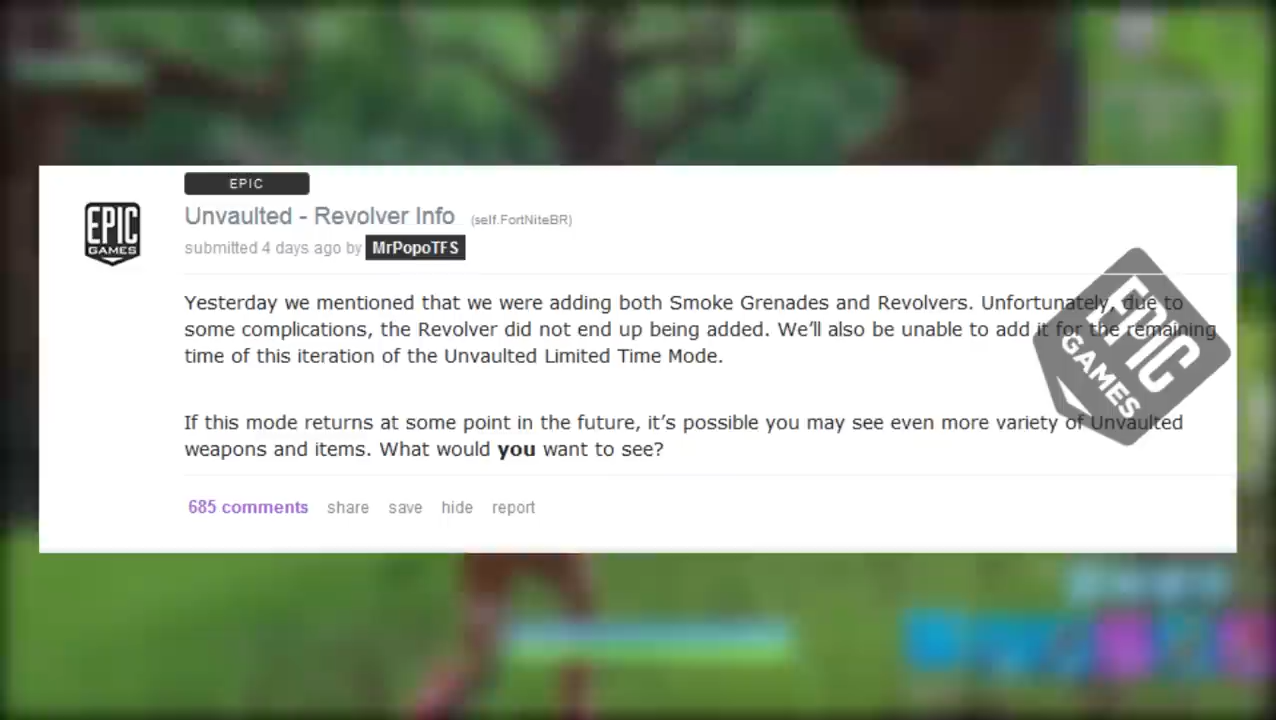 EPIC
EPIC
GAMES
Unvaulted - Revolver Info (self.FortNiteBR)
submitted 4 days ago by MrPopoTFS
Yesterday we mentioned that we were adding both Smoke Grenades and Revolvers. Unfortunately, due to
some complications, the Revolver did not end up being added. We’ll also be unable to add it for the remaining
time of this iteration of the Unvaulted Limited Time Mode.
EPIC
GAMES
If this mode returns at some point in the future, it’s possible you may see even more variety of Unvaulted
weapons and items. What would you want to see?
685 comments share save hide report